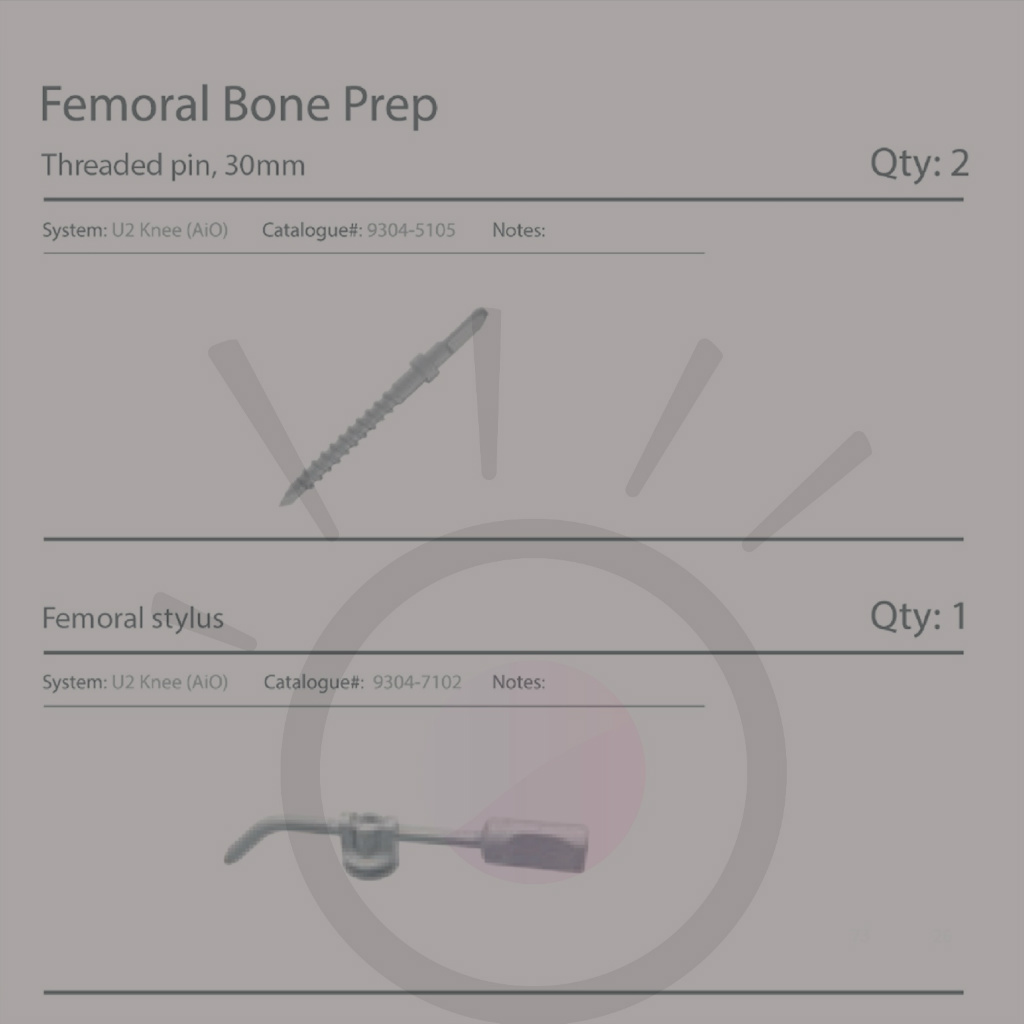 Femoral Bone Prep
Threaded pin, 30mm Qty: 2
System: U2 Knee (AiO) Catalogue#: 9304-5105 Notes:
Femoral stylus Qty: 1
System: U2 Knee (AiO) Catalogue#: 9304-7102 Notes: